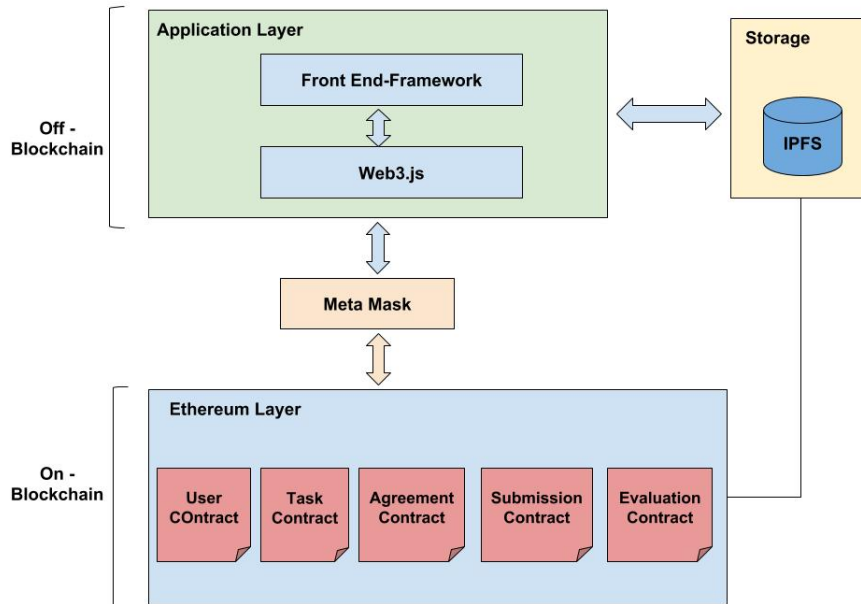 Application Layer
Storage
Front End-Framework
Off -
Blockchain
IPFS
Web3.js
Meta Mask
Ethereum Layer
On -
Blockchain
User
COntract
Task
Contract
Agreement
Contract
Submission
Contract
Evaluation
Contract